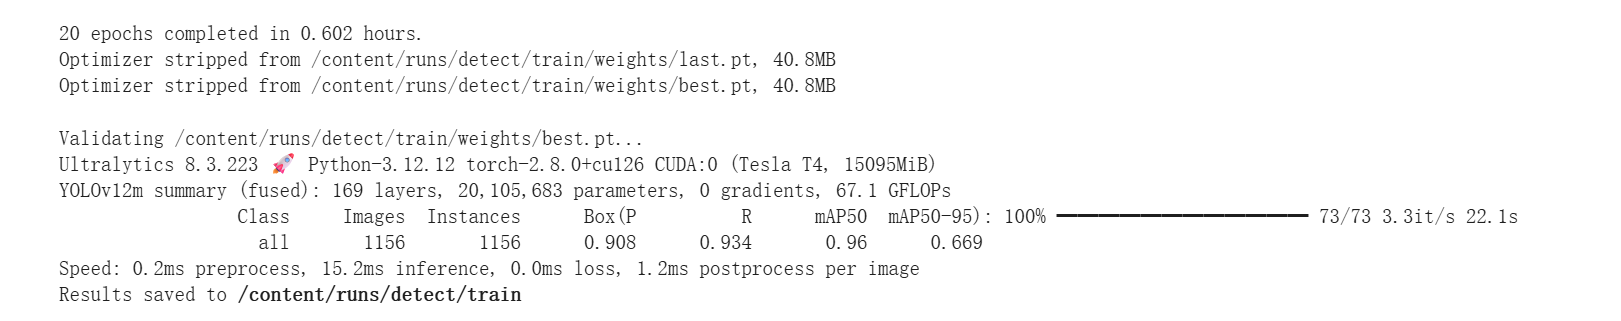 20 epochs completed in 0.602 hours.
Optimizer stripped from /content/runs/detect/train/weights/last.pt, 40.8MB
Optimizer stripped from /content/runs/detect/train/weights/best.pt, 40.8MB
Validating /content/runs/detect/train/weights/best.pt...
Ultralytics 8.3.223 🚀 Python-3.12.12 torch-2.8.0+cu126 CUDA:0 (Tesla T4, 15095MiB)
YOLOv12m summary (fused): 169 layers, 20,105,683 parameters, 0 gradients, 67.1 GFLOPs
Class Images Instances Box(P R mAP50 mAP50-95): 100% ━━━━━━━━━━━━ 73/73 3.3it/s 22.1s
all 1156 1156 0.908 0.934 0.96 0.669
Speed: 0.2ms preprocess, 15.2ms inference, 0.0ms loss, 1.2ms postprocess per image
Results saved to /content/runs/detect/train